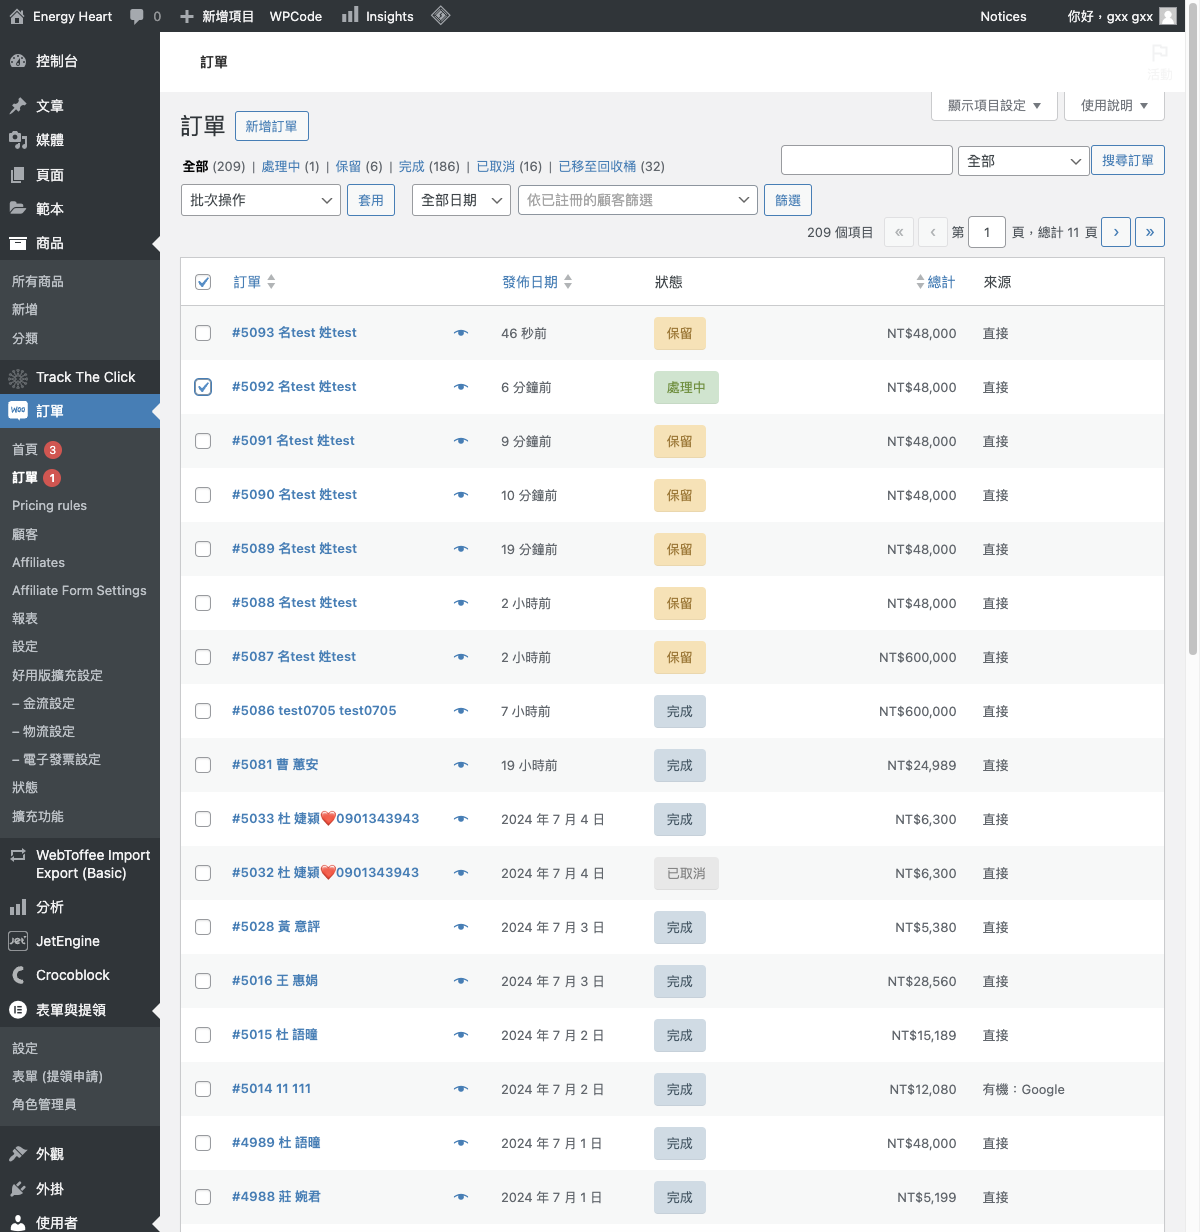 Energy Heart 0 新增項目 WPCode Insights Notices 你好，gxx gxx
控制台
文章
媒體
頁面
範本
商品
所有商品
新增
分類
Track The Click
訂單
首頁 3
訂單 1
Pricing rules
顧客
Affiliates
Affiliate Form Settings
報表
設定
好用版擴充設定
– 金流設定
– 物流設定
– 電子發票設定
狀態
擴充功能
WebToffee Import
Export (Basic)
分析
JetEngine
Crocoblock
表單與提領
設定
表單 (提領申請)
角色管理員
外觀
外掛
使用者
訂單
活動
顯示項目設定 ▼ 使用說明 ▼
訂單 新增訂單
全部 (209) | 處理中 (1) | 保留 (6) | 完成 (186) | 已取消 (16) | 已移至回收桶 (32)
全部 搜尋訂單
批次操作 套用 全部日期 依已註冊的顧客篩選 篩選
209 個項目 « ‹ 第 1 頁，總計 11 頁 › »
訂單 發佈日期 狀態 總計 來源
#5093 名test 姓test 46 秒前 保留 NT$48,000 直接
#5092 名test 姓test 6 分鐘前 處理中 NT$48,000 直接
#5091 名test 姓test 9 分鐘前 保留 NT$48,000 直接
#5090 名test 姓test 10 分鐘前 保留 NT$48,000 直接
#5089 名test 姓test 19 分鐘前 保留 NT$48,000 直接
#5088 名test 姓test 2 小時前 保留 NT$48,000 直接
#5087 名test 姓test 2 小時前 保留 NT$600,000 直接
#5086 test0705 test0705 7 小時前 完成 NT$600,000 直接
#5081 曹 蕙安 19 小時前 完成 NT$24,989 直接
#5033 杜 婕穎❤️0901343943 2024 年 7 月 4 日 完成 NT$6,300 直接
#5032 杜 婕穎❤️0901343943 2024 年 7 月 4 日 已取消 NT$6,300 直接
#5028 黃 意評 2024 年 7 月 3 日 完成 NT$5,380 直接
#5016 王 惠娟 2024 年 7 月 3 日 完成 NT$28,560 直接
#5015 杜 語曈 2024 年 7 月 2 日 完成 NT$15,189 直接
#5014 11 111 2024 年 7 月 2 日 完成 NT$12,080 有機：Google
#4989 杜 語曈 2024 年 7 月 1 日 完成 NT$48,000 直接
#4988 莊 婉君 2024 年 7 月 1 日 完成 NT$5,199 直接